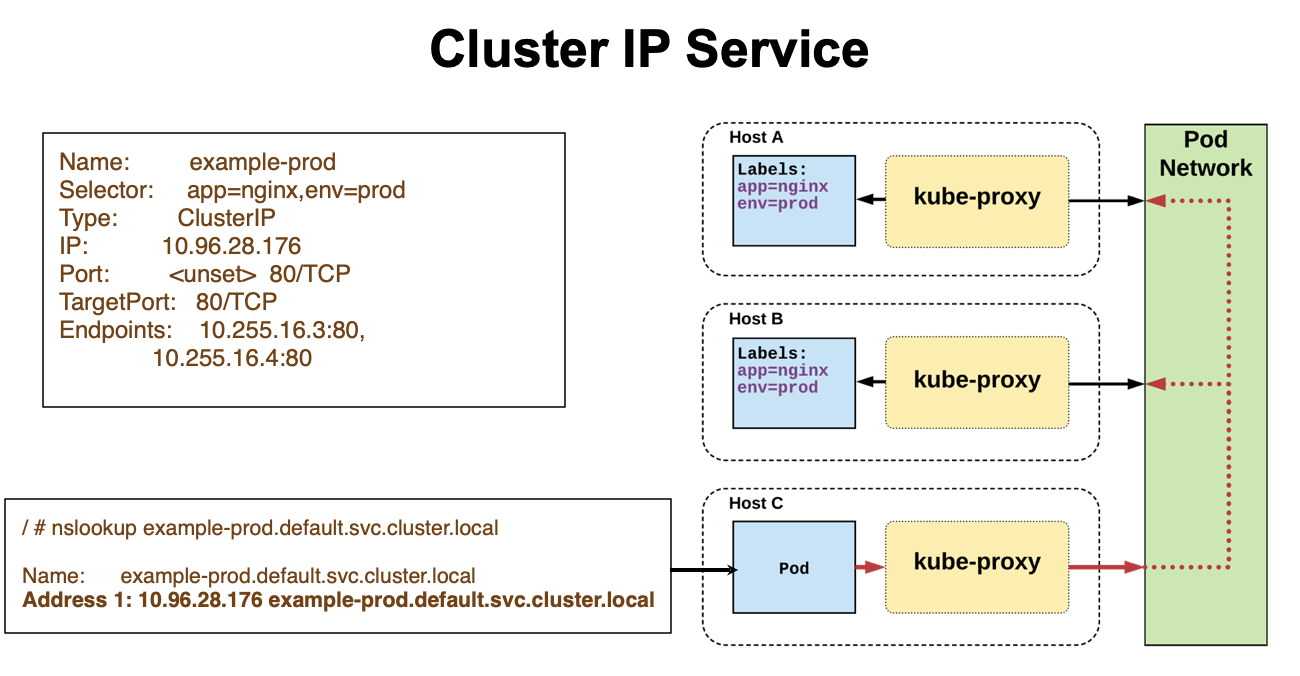 Cluster IP Service
Name: example-prod
Selector: app=nginx,env=prod
Type: ClusterIP
IP: 10.96.28.176
Port: <unset> 80/TCP
TargetPort: 80/TCP
Endpoints: 10.255.16.3:80,
10.255.16.4:80
/ # nslookup example-prod.default.svc.cluster.local
Name: example-prod.default.svc.cluster.local
Address 1: 10.96.28.176 example-prod.default.svc.cluster.local
Host A
Labels:
app=nginx
env=prod
kube-proxy
Host B
Labels:
app=nginx
env=prod
kube-proxy
Host C
Pod
kube-proxy
Pod
Network